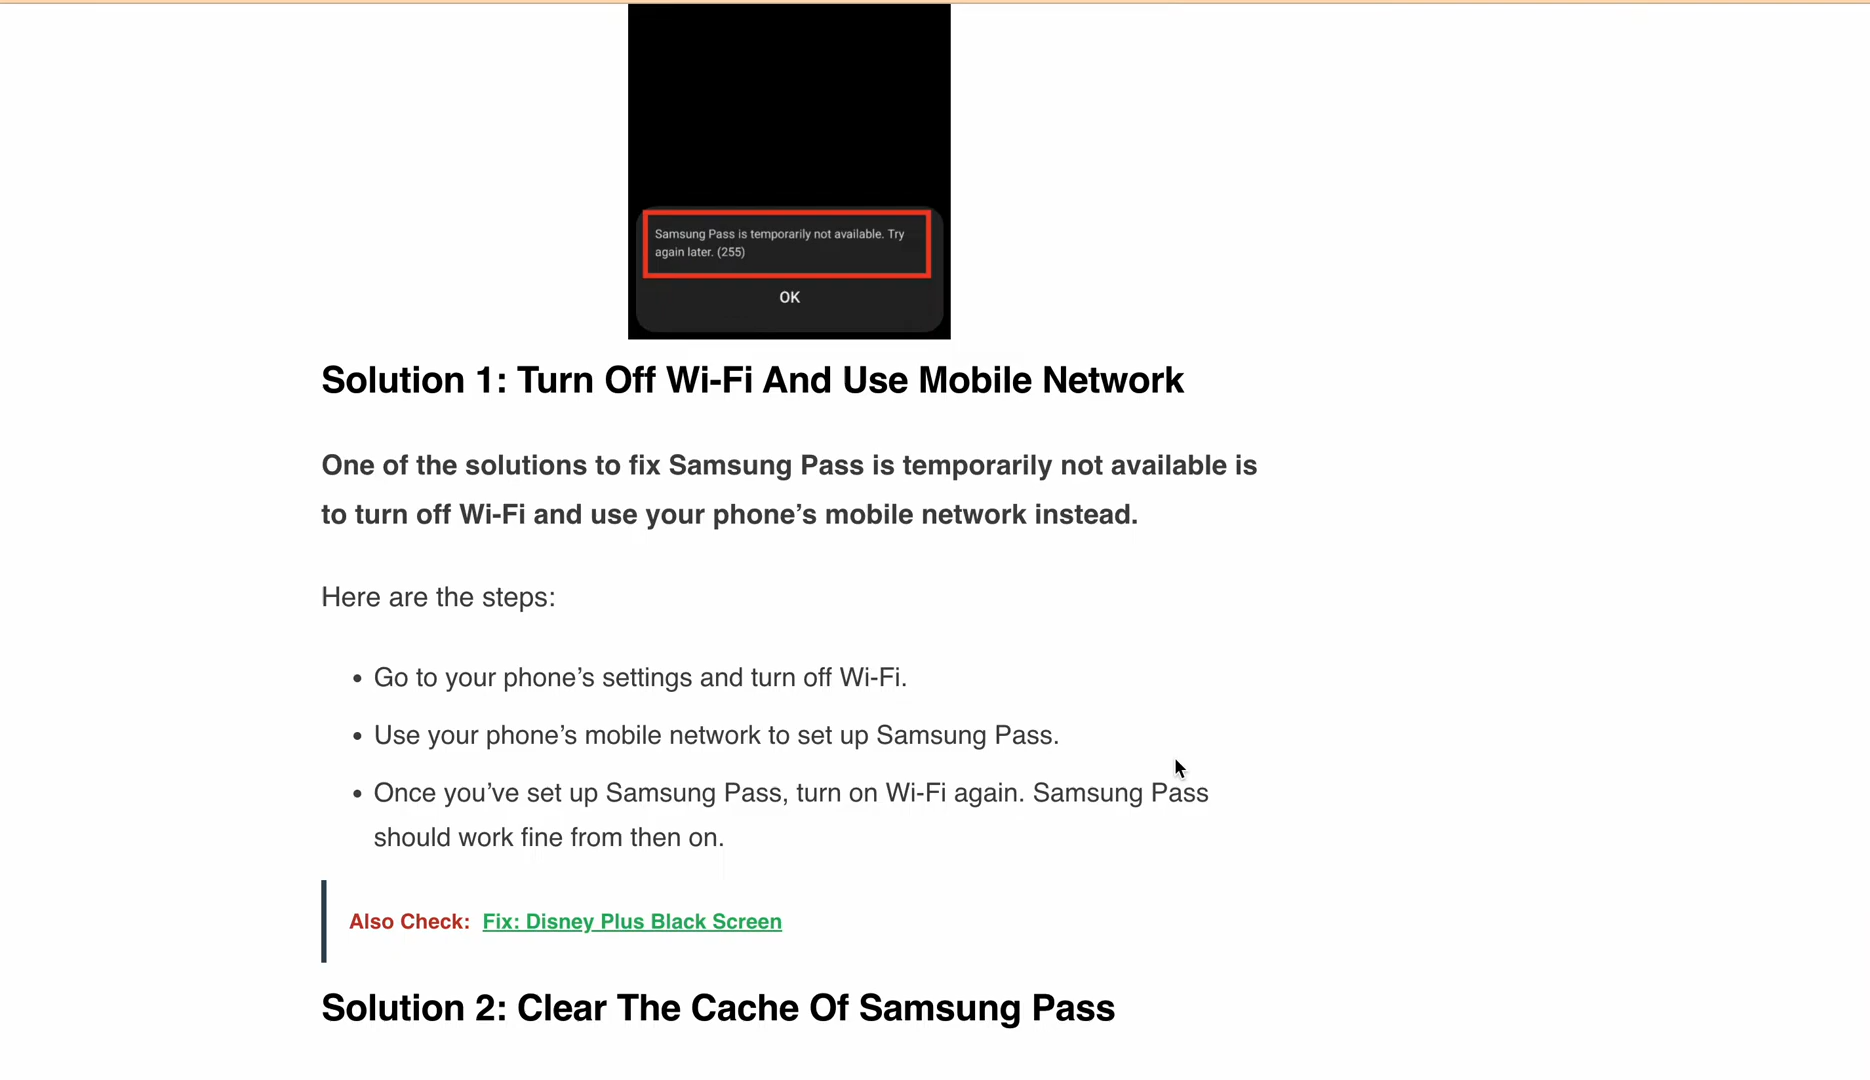 Samsung Pass is temporarily not available. Try
again later. (255)
OK
Solution 1: Turn Off Wi-Fi And Use Mobile Network
One of the solutions to fix Samsung Pass is temporarily not available is
to turn off Wi-Fi and use your phone’s mobile network instead.
Here are the steps:
• Go to your phone’s settings and turn off Wi-Fi.
• Use your phone’s mobile network to set up Samsung Pass.
• Once you’ve set up Samsung Pass, turn on Wi-Fi again. Samsung Pass
should work fine from then on.
Also Check: Fix: Disney Plus Black Screen
Solution 2: Clear The Cache Of Samsung Pass